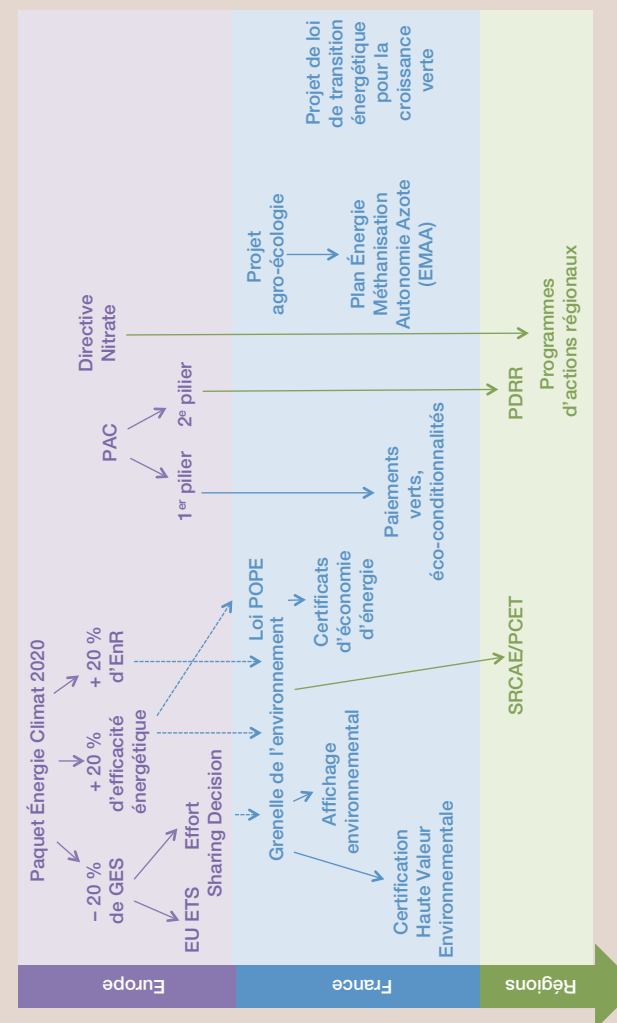 Europe
Paquet Énergie Climat 2020
– 20 %
de GES
+ 20 %
d'efficacité
énergétique
+ 20 %
d'EnR
EU ETS
Effort
Sharing Decision
PAC
1er pilier
2e pilier
Directive
Nitrate
France
Grenelle de l'environnement
Loi POPE
Certification
Haute Valeur
Environnementale
Affichage
environnemental
Certificats
d'économie
d'énergie
Paiements
verts,
éco-conditionnalités
Projet
agro-écologie
Plan Énergie
Méthanisation
Autonomie Azote
(EMAA)
Projet de loi
de transition
énergétique
pour la
croissance
verte
Régions
SRCAE/PCET
PDRR
Programmes
d'actions régionaux